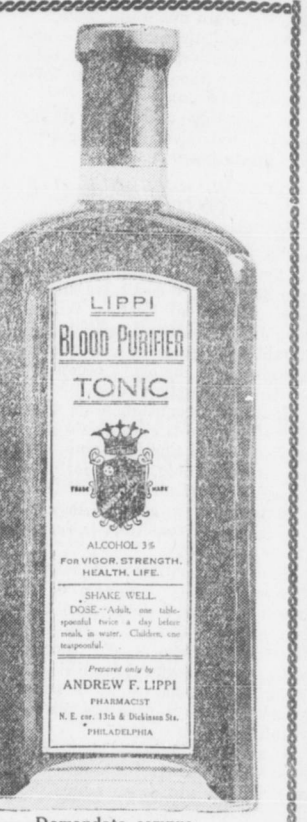 LIPPI
BLOOD PURIFIER
TONIC
TRADE MARK
ALCOHOL 3%
FOR VIGOR, STRENGTH,
HEALTH, LIFE.
SHAKE WELL.
DOSE.--Adult, one table-
spoonful twice a day before
meals, in water. Children, one
teaspoonful.
Prepared only by
ANDREW F. LIPPI
PHARMACIST
N. E. cor. 13th & Dickinson Sts.
PHILADELPHIA